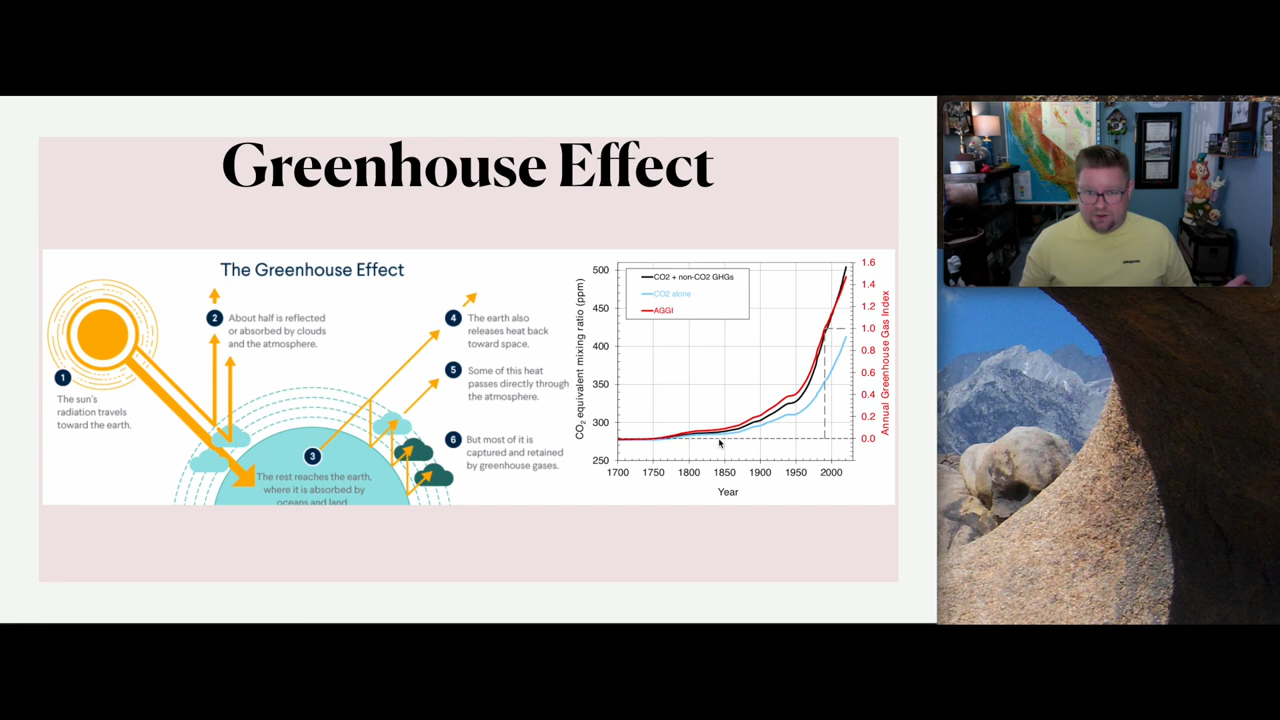 Greenhouse Effect
The Greenhouse Effect
1
The sun's
radiation travels
toward the earth.
2
About half is reflected
or absorbed by clouds
and the atmosphere.
3
The rest reaches the earth,
where it is absorbed by
oceans and land
4
The earth also
releases heat back
toward space.
5
Some of this heat
passes directly through
the atmosphere.
6
But most of it is
captured and retained
by greenhouse gases.
CO2 equivalent mixing ratio (ppm)
500
450
400
350
300
250
CO2 + non-CO2 GHGs
CO2 alone
AGGI
1700 1750 1800 1850 1900 1950 2000
Year
1.6
1.4
1.2
1.0
0.8
0.6
0.4
0.2
0.0
Annual Greenhouse Gas Index